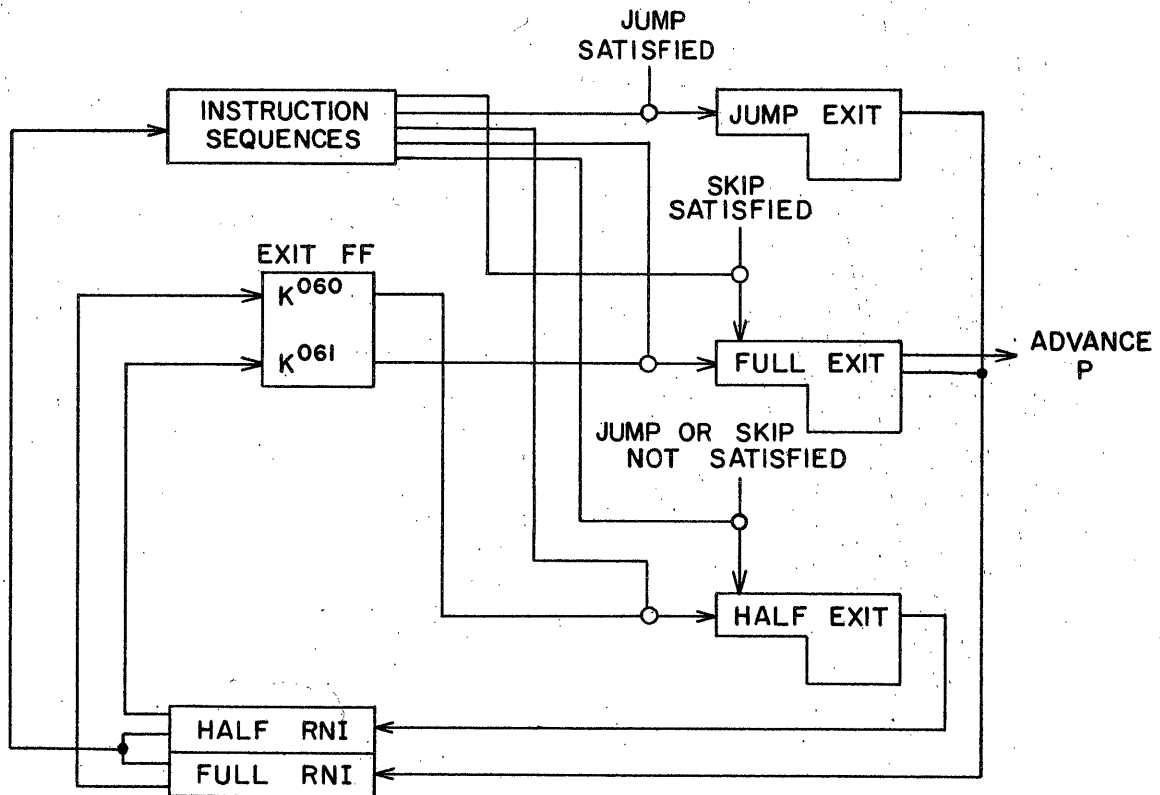 JUMP
SATISFIED
INSTRUCTION
SEQUENCES
JUMP EXIT
SKIP
SATISFIED
EXIT FF
K060
K061
FULL EXIT
ADVANCE
P
JUMP OR SKIP
NOT SATISFIED
HALF EXIT
HALF RNI
FULL RNI